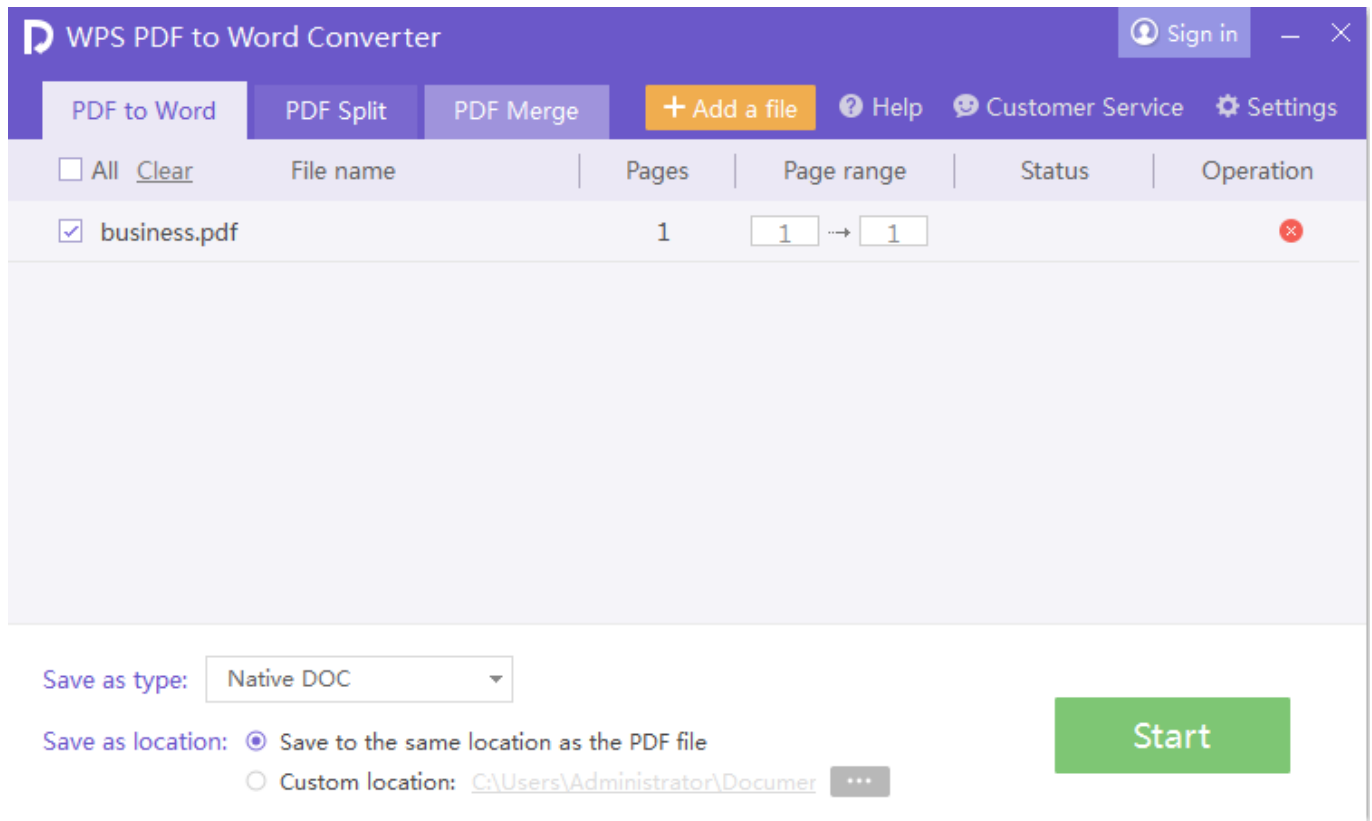 WPS PDF to Word Converter Sign in
PDF to Word PDF Split PDF Merge + Add a file Help Customer Service Settings
All Clear File name Pages Page range Status Operation
business.pdf 1 1 1
Save as type: Native DOC
Start
Save as location: Save to the same location as the PDF file
Custom location: C:\Users\Administrator\Documer ...